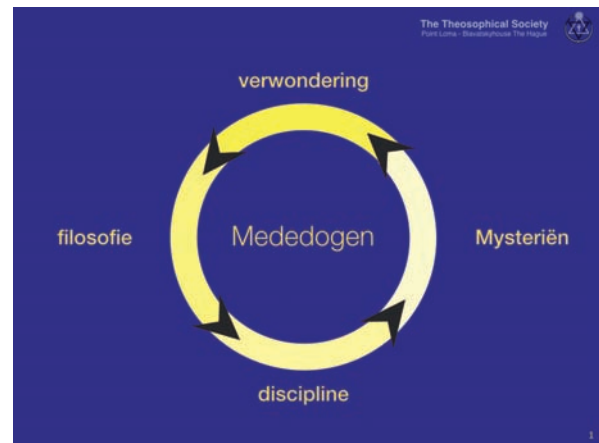 The Theosophical Society
Point Loma - Blavatskyhouse The Hague
verwondering
filosofie
Mededogen
Mysteriën
discipline
1